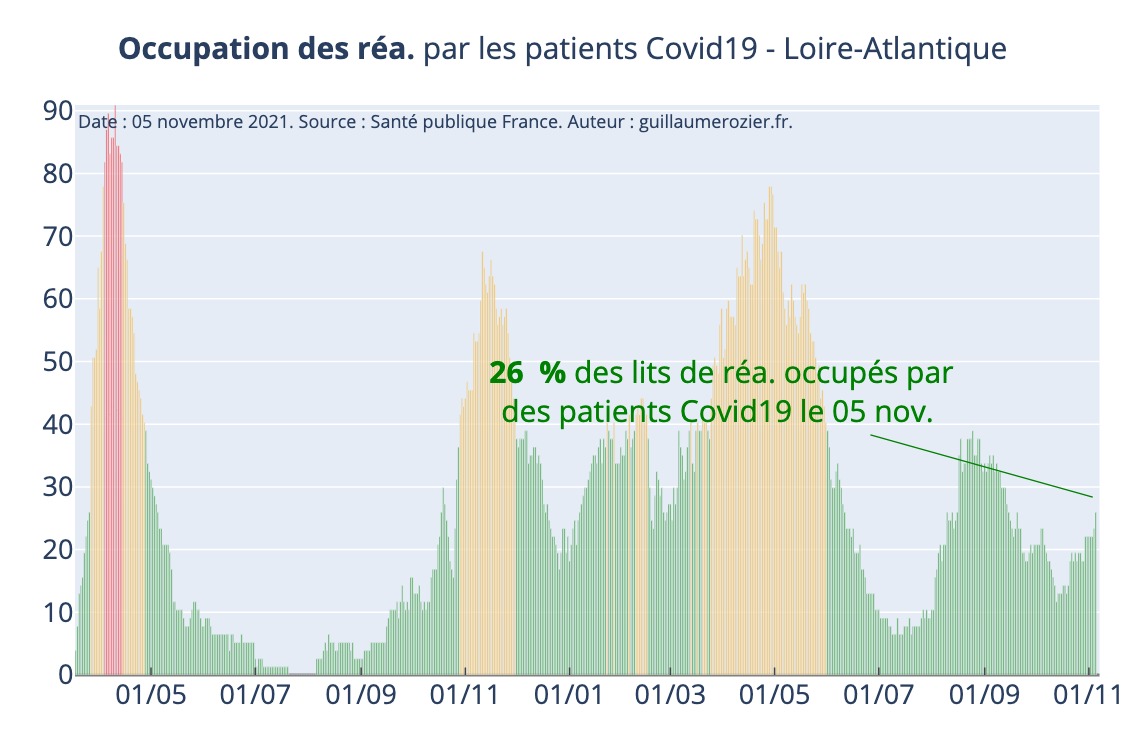 Occupation des réa. par les patients Covid19 - Loire-Atlantique
90
Date : 05 novembre 2021. Source : Santé publique France. Auteur : guillaumerozier.fr.
80
70
60
50
26 % des lits de réa. occupés par
des patients Covid19 le 05 nov.
40
30
20
10
0
01/05 01/07 01/09 01/11 01/01 01/03 01/05 01/07 01/09 01/11